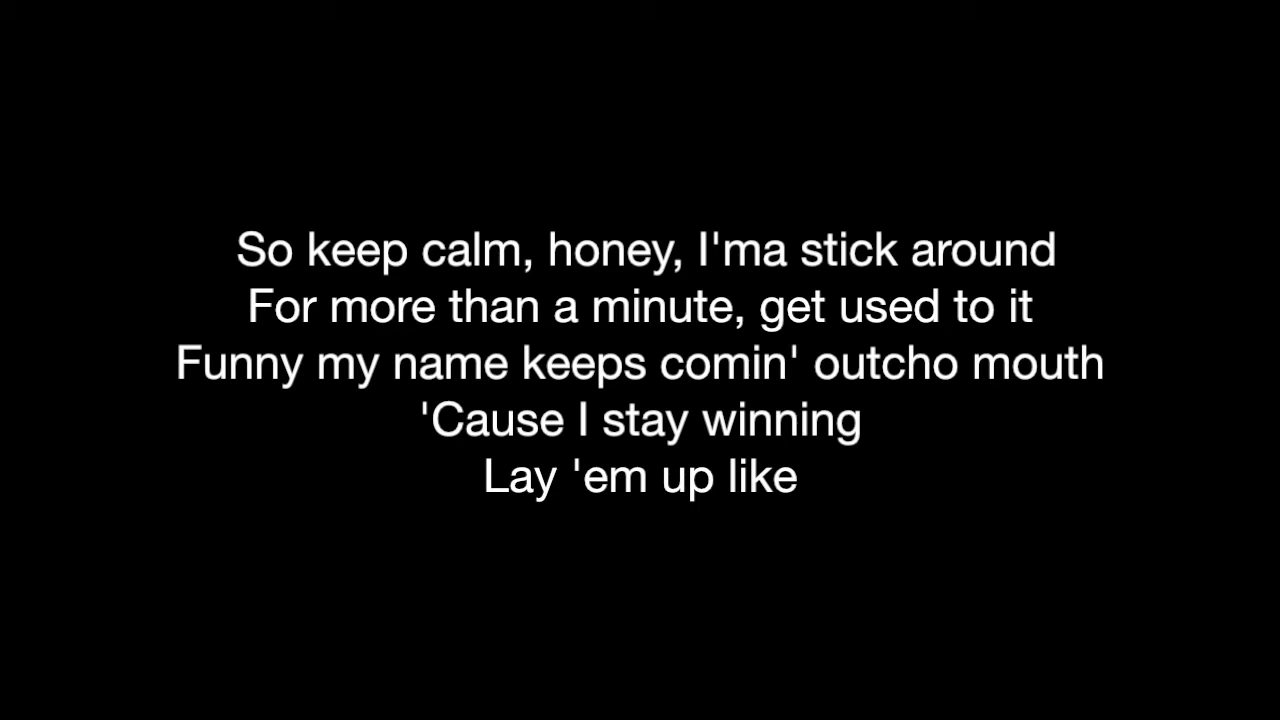 So keep calm, honey, I'ma stick around
For more than a minute, get used to it
Funny my name keeps comin' outcho mouth
'Cause I stay winning
Lay 'em up like